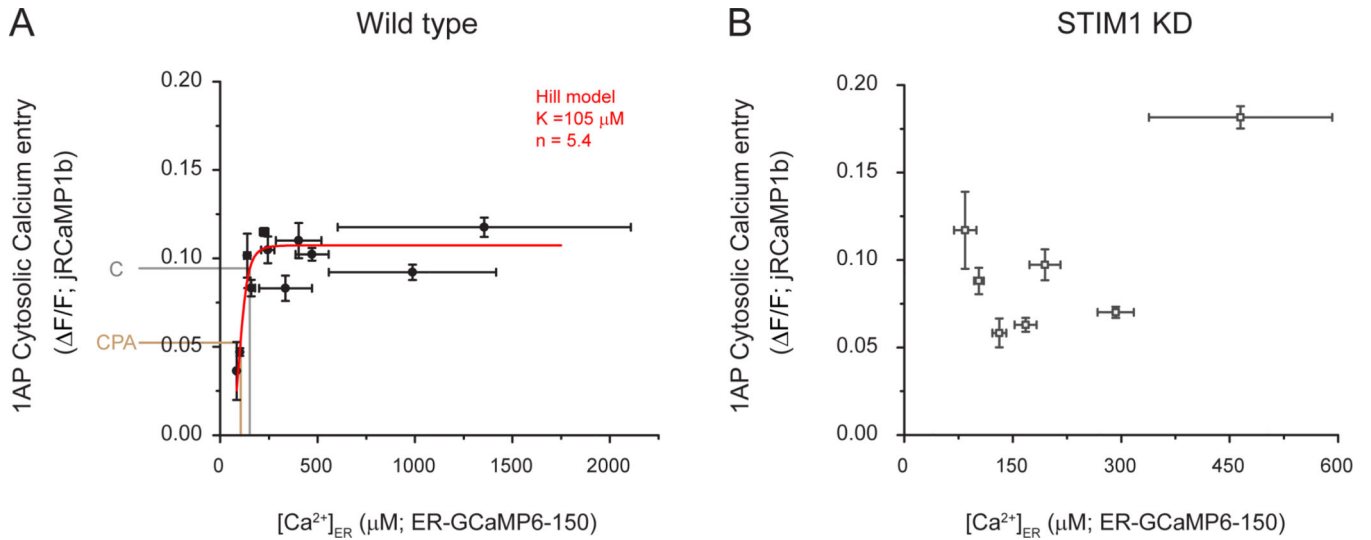 A
Wild type
1AP Cytosolic Calcium entry
(ΔF/F; jRCaMP1b)
0.20
0.15
0.10
0.05
0.00
C
CPA
Hill model
K =105 μM
n = 5.4
0
500
1000
1500
2000
[Ca²⁺]ER (μM; ER-GCaMP6-150)
B
STIM1 KD
1AP Cytosolic Calcium entry
(ΔF/F; jRCaMP1b)
0.20
0.15
0.10
0.05
0.00
0
150
300
450
600
[Ca²⁺]ER (μM; ER-GCaMP6-150)